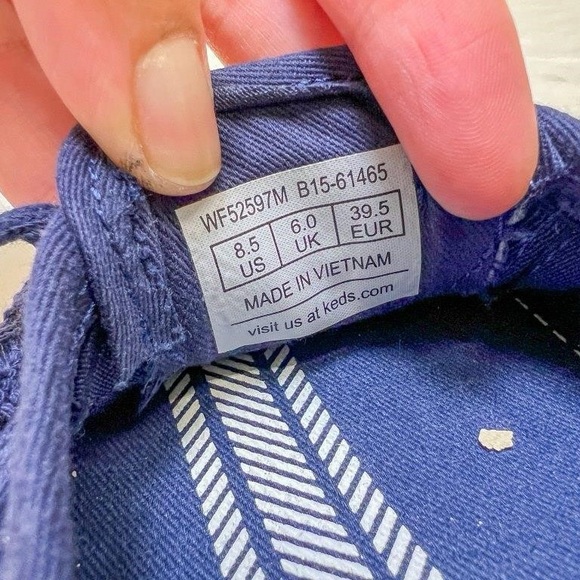 WF52597M B15-61465
8.5 6.0 39.5
US UK EUR
MADE IN VIETNAM
visit us at keds.com